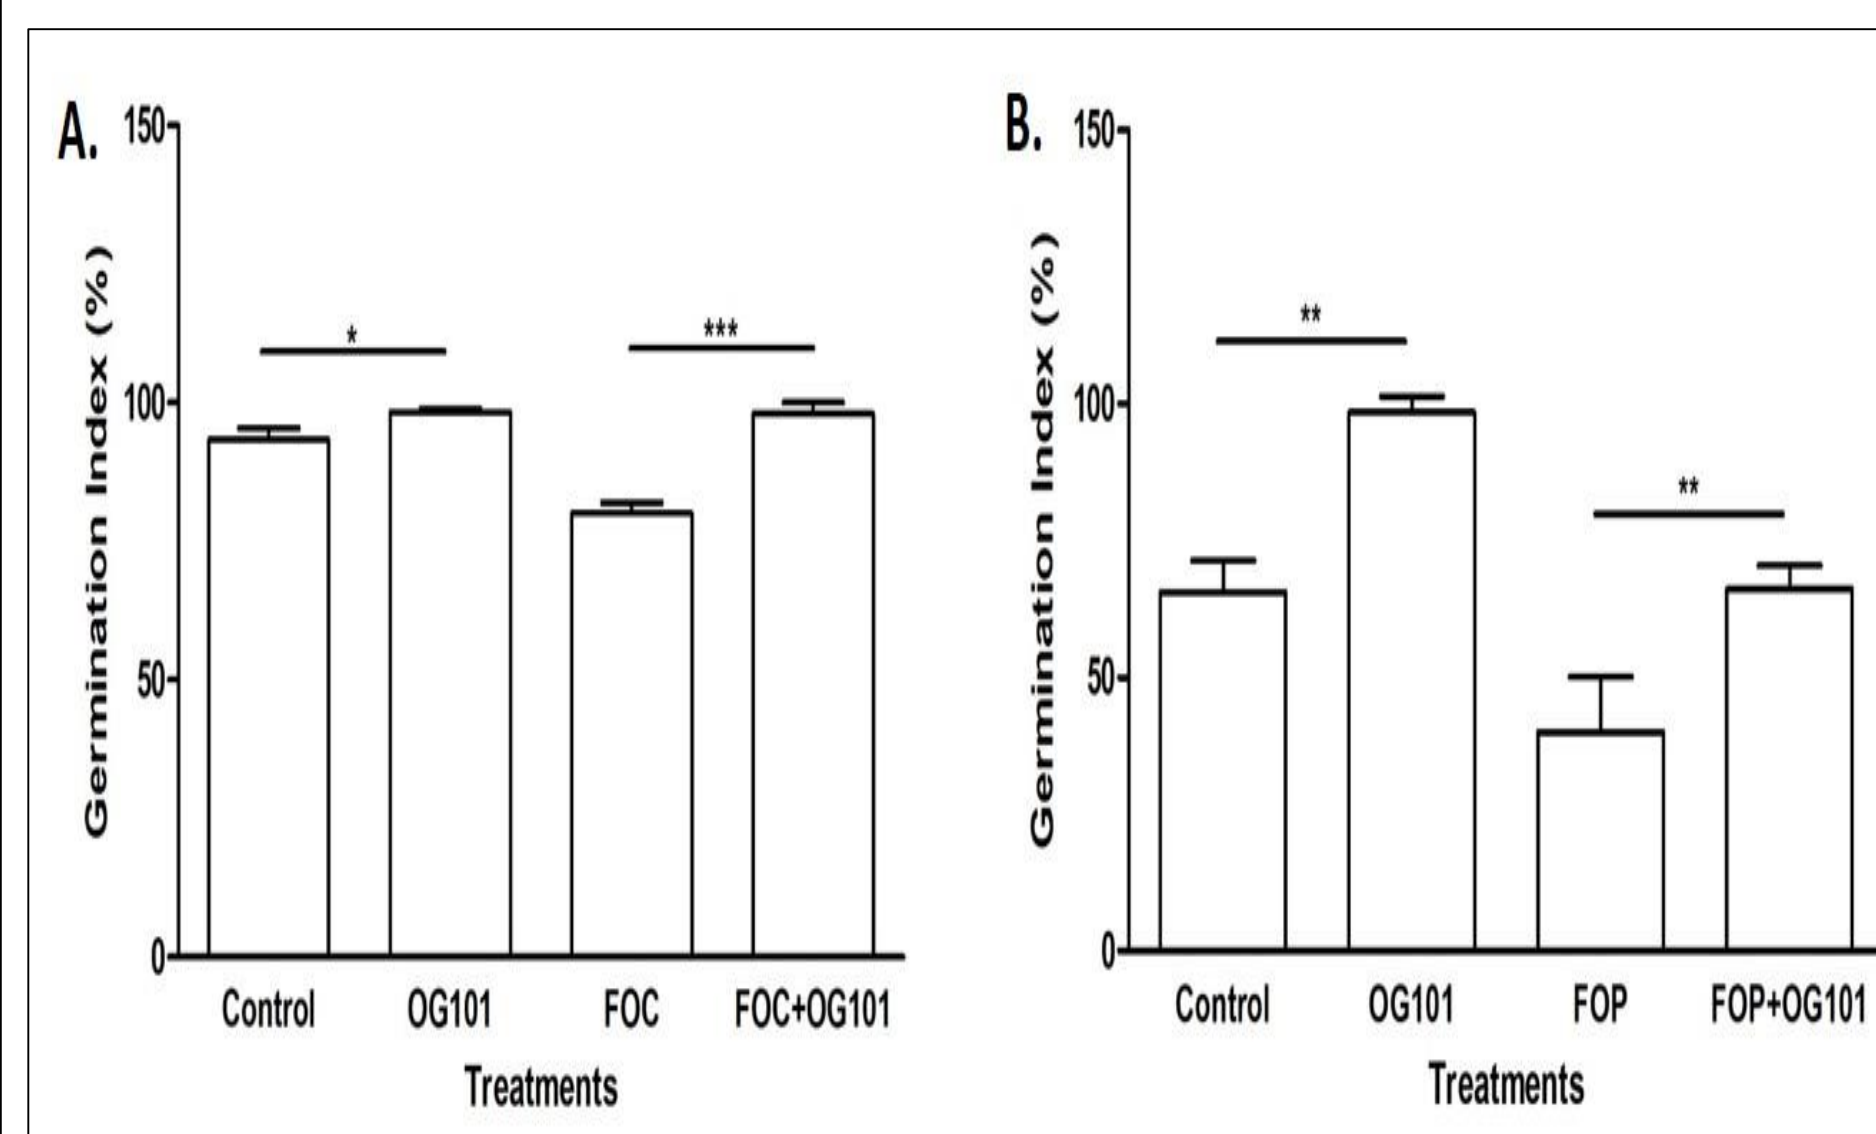 A.
150
100
50
0
Germination Index (%)
*
***
Control OG101 FOC FOC+OG101
Treatments
B.
150
100
50
0
Germination Index (%)
**
**
Control OG101 FOP FOP+OG101
Treatments